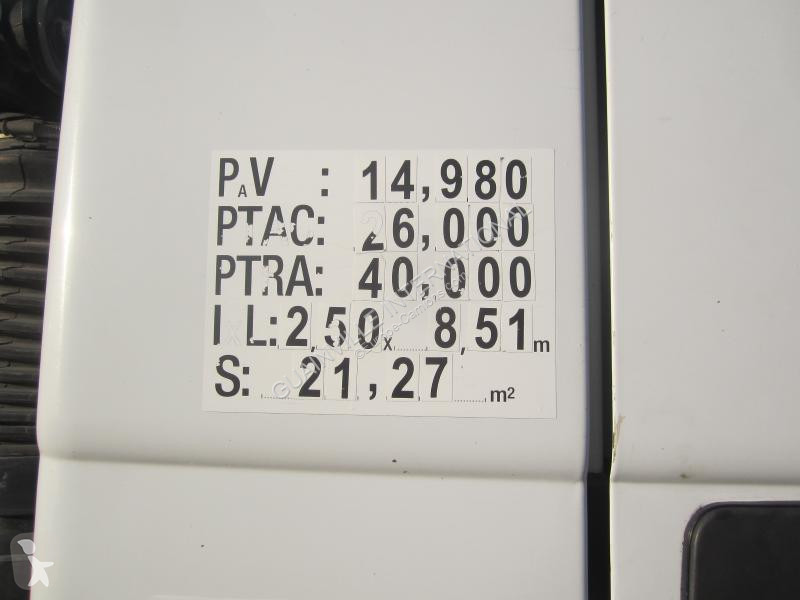 PAV : 14,980
PTAC: 26,000
PTRA: 40,000
l L: 2,50 x 8,51 m
S: 21,27 m²